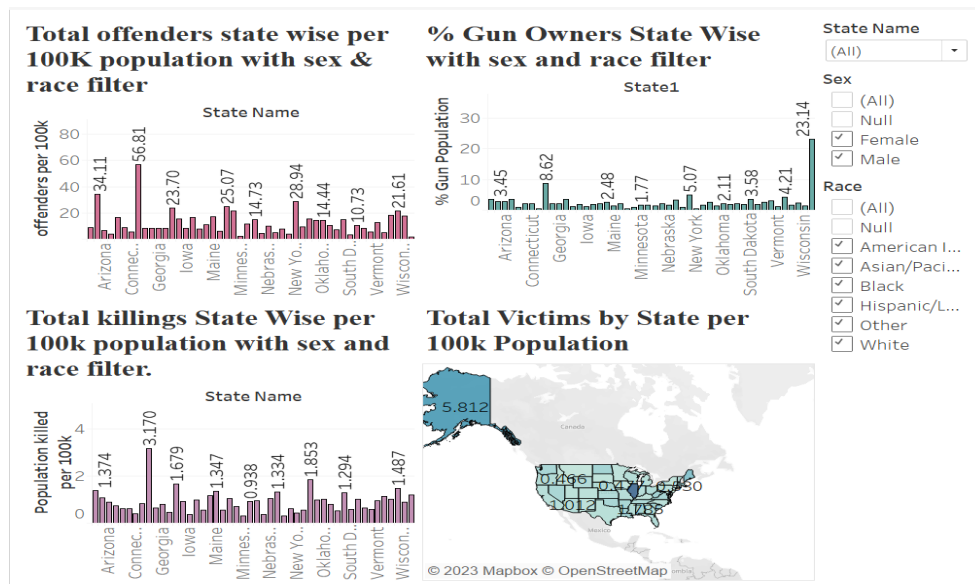 Total offenders state wise per
100K population with sex &
race filter
State Name
offenders per 100k
80
60
40
20
34.11
56.81
23.70
25.07
14.73
28.94
14.44
10.73
21.61
Arizona
Connec..
Georgia
Iowa
Maine
Minnes..
Nebras..
New Yo..
Oklaho..
South D..
Vermont
Wiscon..
% Gun Owners State Wise
with sex and race filter
State1
% Gun Population
30
20
10
0
3.45
8.62
2.48
1.77
5.07
2.11
3.58
4.21
23.14
Arizona
Connecticut
Georgia
Iowa
Maine
Minnesota
Nebraska
New York
Oklahoma
South Dakota
Vermont
Wisconsin
State Name
(All)
Sex
(All)
Null
Female
Male
Race
(All)
Null
American I...
Asian/Paci...
Black
Hispanic/L...
Other
White
Total killings State Wise per
100k population with sex and
race filter.
State Name
Population killed
per 100k
4
2
0
1.374
3.170
1.679
1.347
0.938
1.334
1.853
1.294
1.487
Arizona
Connec..
Georgia
Iowa
Maine
Minnes..
Nebras..
New Yo..
Oklaho..
South D..
Vermont
Wiscon..
Total Victims by State per
100k Population
5.812
Canada
0.466
1.012
Mexico
© 2023 Mapbox © OpenStreetMap